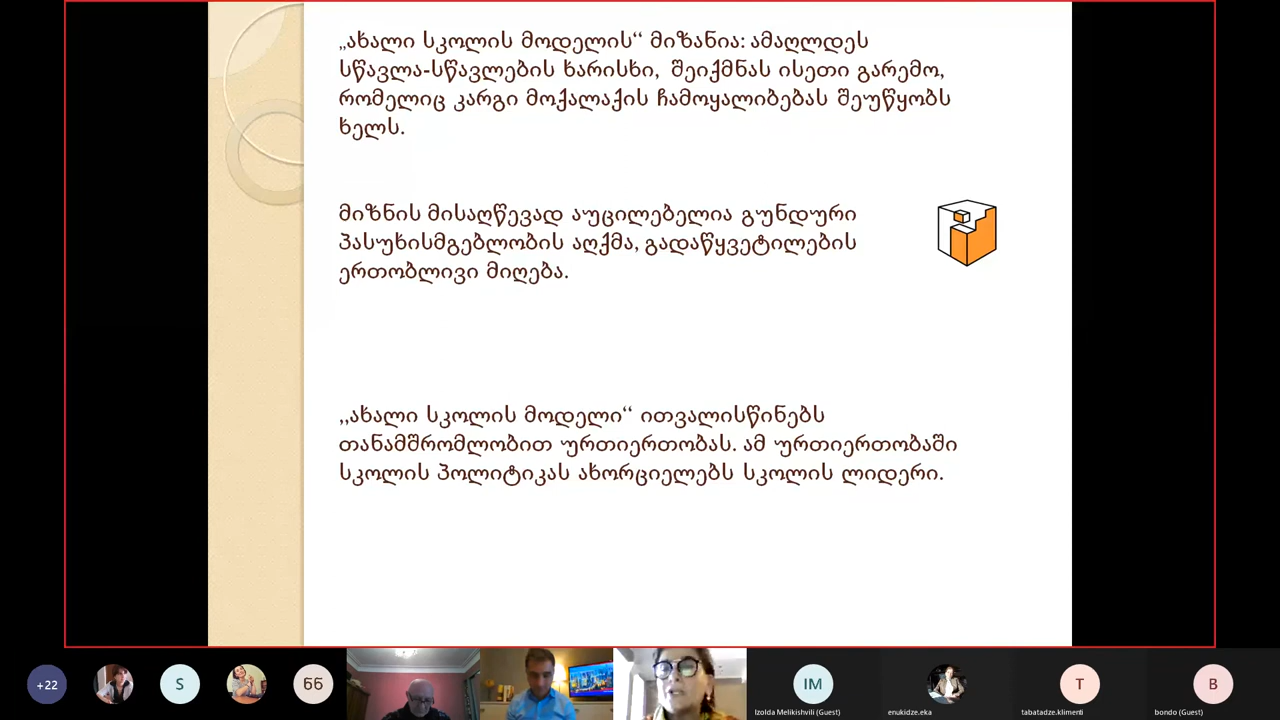 „ახალი სკოლის მოდელის“ მიზანია: ამაღლდეს
სწავლა-სწავლების ხარისხი, შეიქმნას ისეთი გარემო,
რომელიც კარგი მოქალაქის ჩამოყალიბებას შეუწყობს
ხელს.
მიზნის მისაღწევად აუცილებელია გუნდური
პასუხისმგებლობის აღქმა, გადაწყვეტილების
ერთობლივი მიღება.
,,ახალი სკოლის მოდელი“ ითვალისწინებს
თანამშრომლობით ურთიერთობას. ამ ურთიერთობაში
სკოლის პოლიტიკას ახორციელებს სკოლის ლიდერი.
+22
S
ნნ
IM
T
B
Izolda Melikishvili (Guest)
enukidze.eka
tabatadze.klimenti
bondo (Guest)